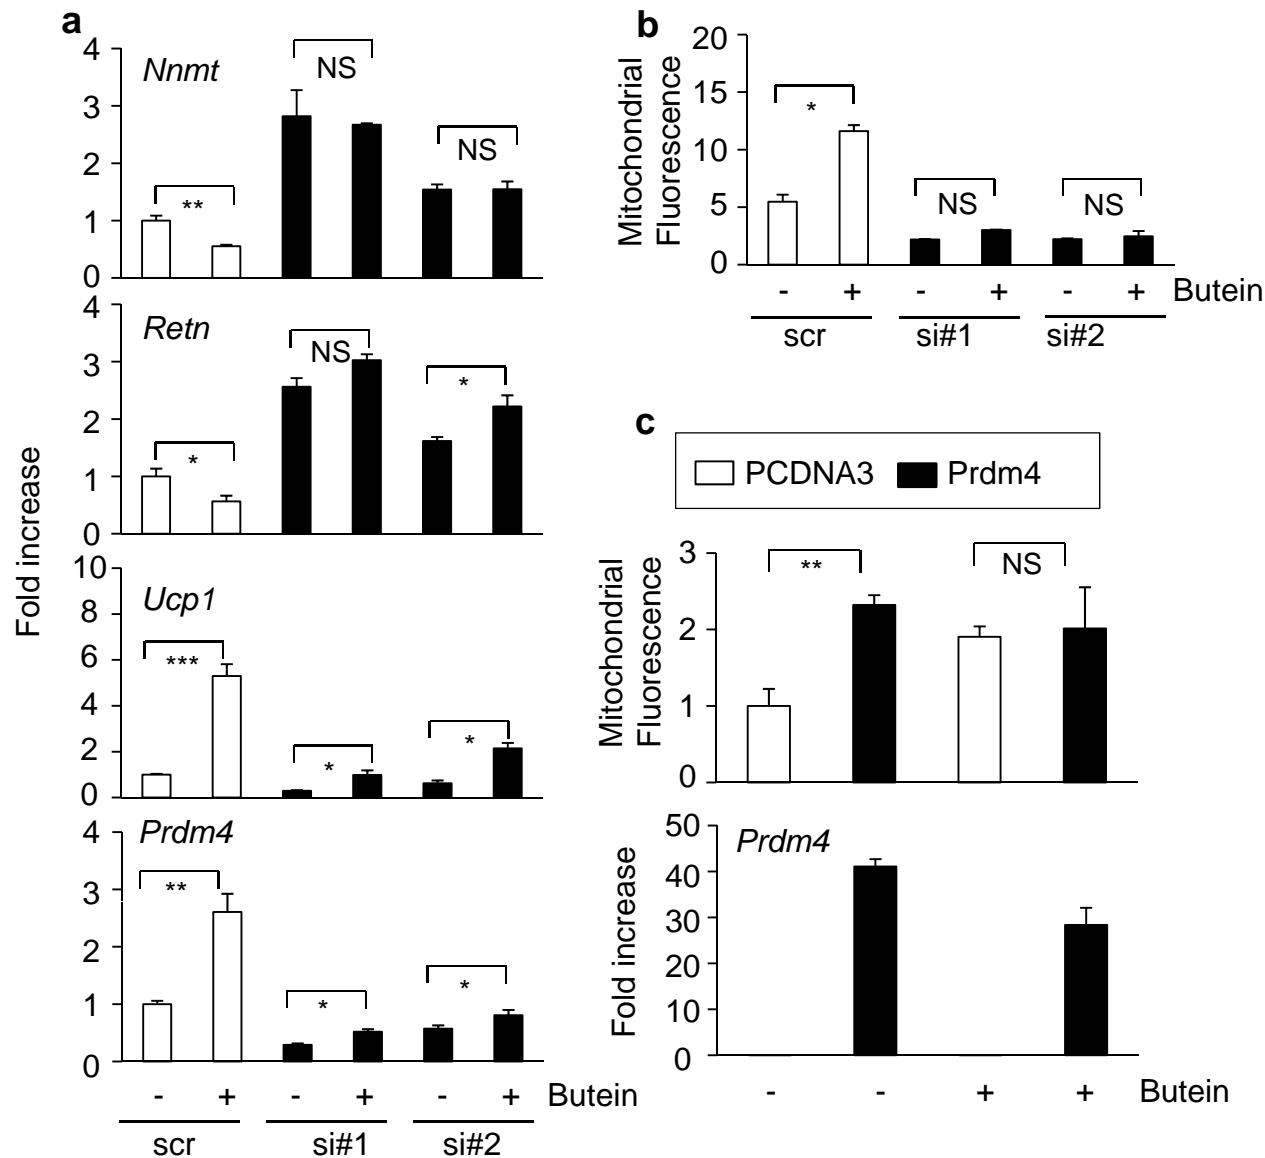 a
Fold increase
Nnmt
4
3
2
1
0
**
NS
NS
Retn
4
3
2
1
0
*
NS
*
Ucp1
10
8
6
4
2
0
***
*
*
Prdm4
4
3
2
1
0
**
*
*
- + - + - + Butein
scr si#1 si#2
b
Mitochondrial
Fluorescence
20
15
10
5
0
*
NS
NS
- + - + - + Butein
scr si#1 si#2
c
PCDNA3 Prdm4
Mitochondrial
Fluorescence
3
2
1
0
**
NS
Fold increase
Prdm4
50
40
30
20
10
0
- - + + Butein